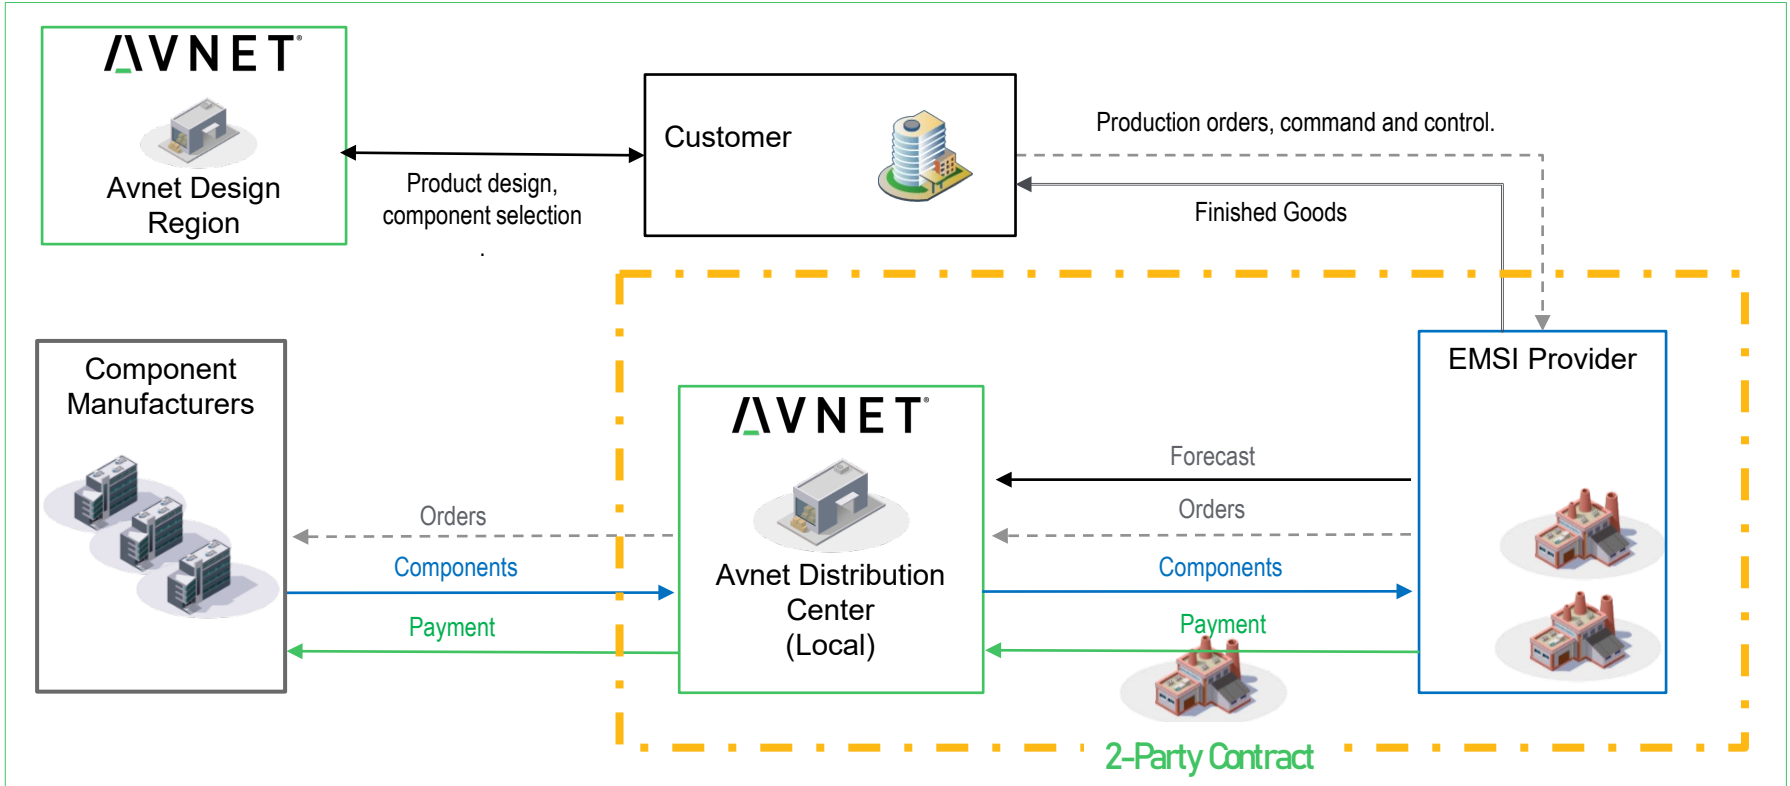 AVNET®
Avnet Design
Region
Product design,
component selection
.
Customer
Production orders, command and control.
Finished Goods
Component
Manufacturers
Orders
Components
Payment
AVNET®
Avnet Distribution
Center
(Local)
Forecast
Orders
Components
Payment
EMSI Provider
2-Party Contract